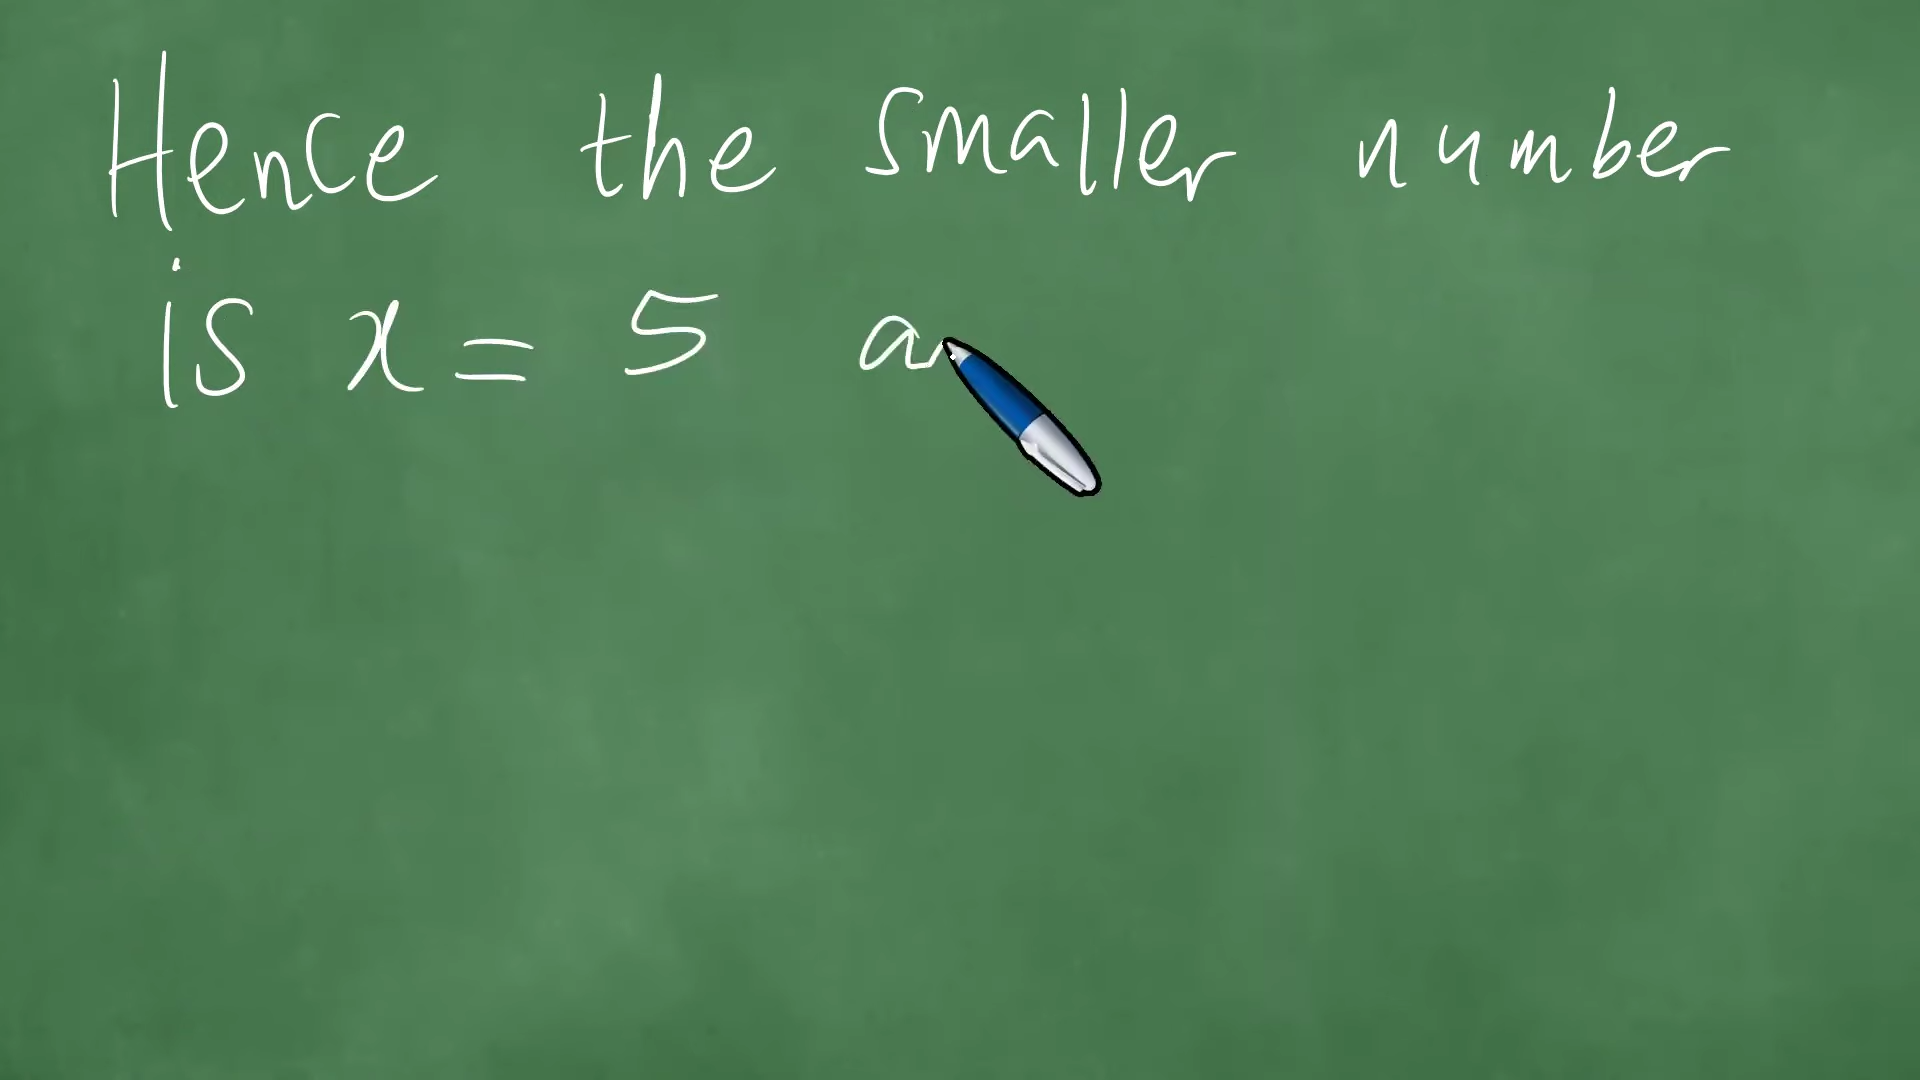 Hence the smaller number
is x = 5 a